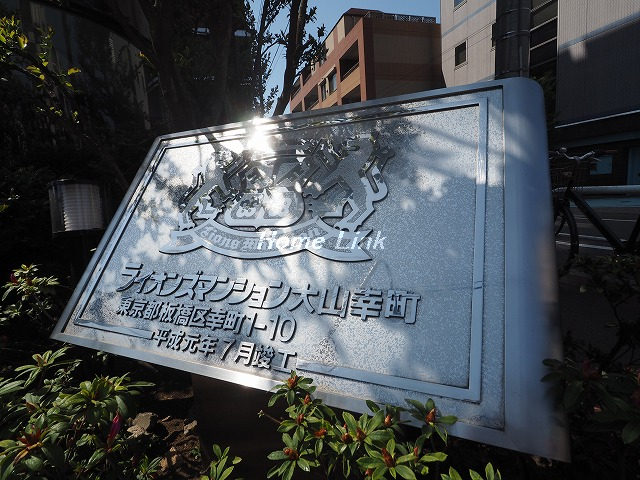 Home Link
ライオンズマンション大山幸町
東京都板橋区幸町1-10
平成元年7月竣工